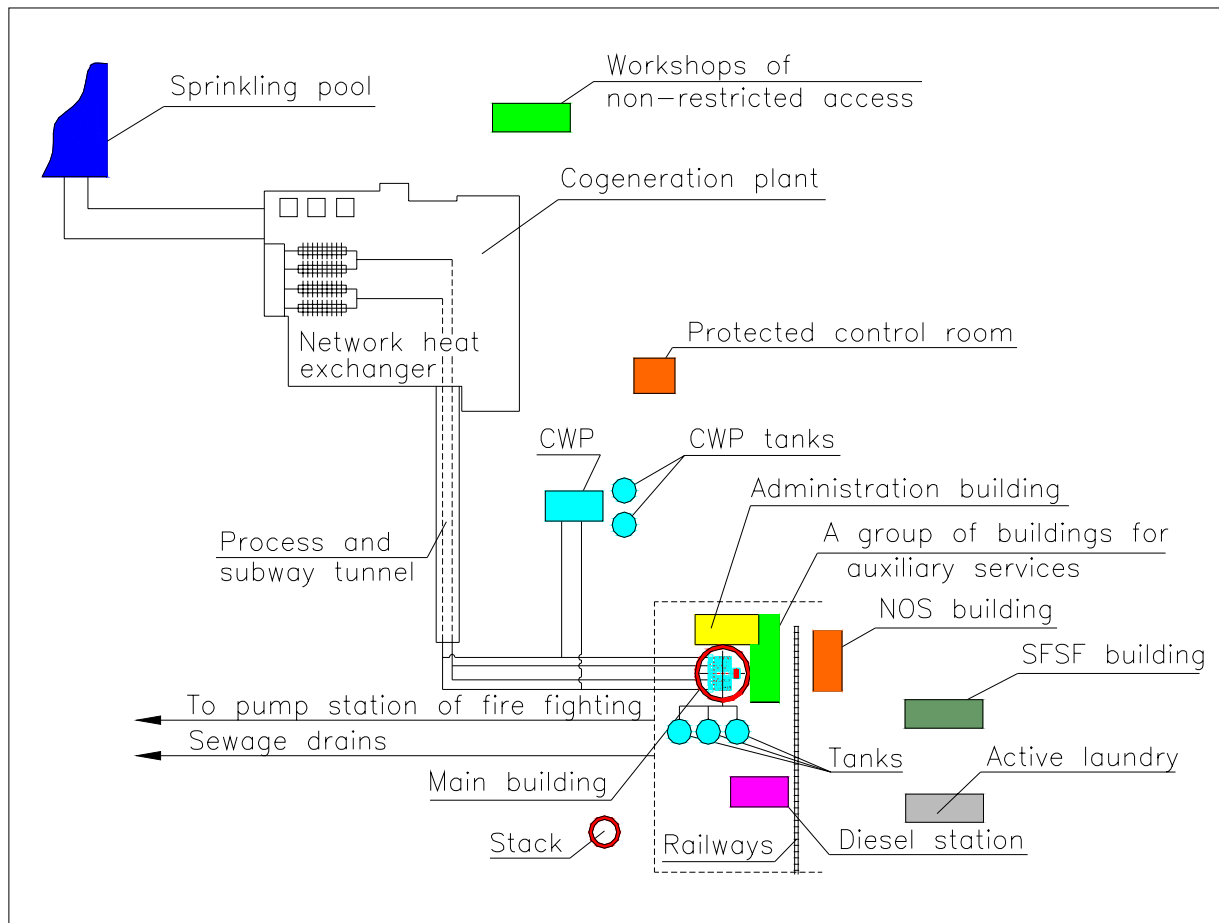 Sprinkling pool
Workshops of
non-restricted access
Cogeneration plant
Network heat
exchanger
Protected control room
CWP
CWP tanks
Administration building
A group of buildings for
auxiliary services
Process and
subway tunnel
NOS building
SFSF building
To pump station of fire fighting
Sewage drains
Main building
Tanks
Active laundry
Stack
Railways
Diesel station